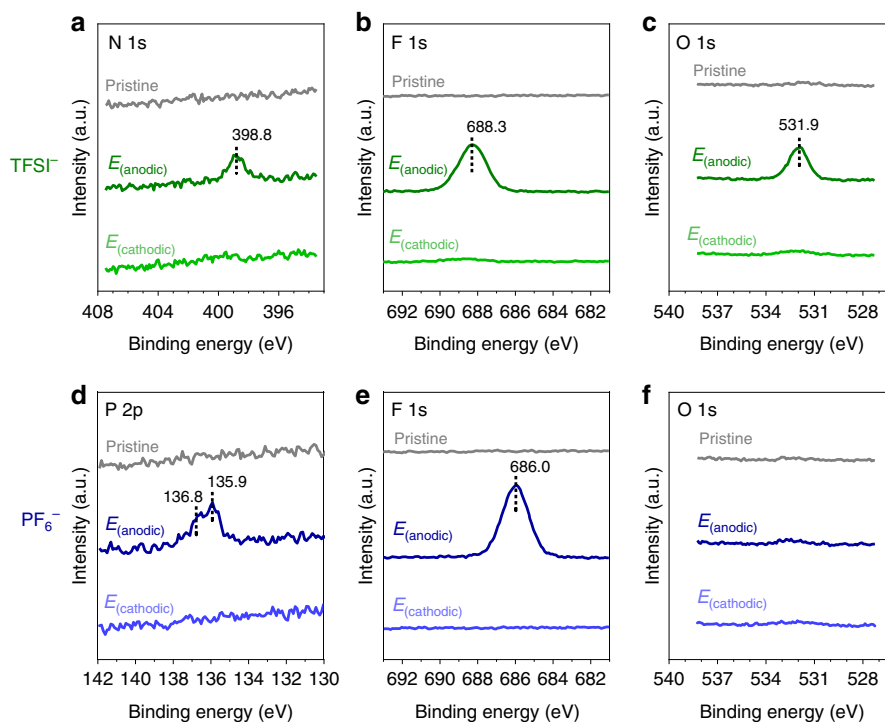 a N 1s
Pristine
398.8
E(anodic)
E(cathodic)
Intensity (a.u.)
408 404 400 396
Binding energy (eV)
b F 1s
Pristine
688.3
E(anodic)
E(cathodic)
Intensity (a.u.)
692 690 688 686 684 682
Binding energy (eV)
c O 1s
Pristine
531.9
E(anodic)
E(cathodic)
Intensity (a.u.)
540 537 534 531 528
Binding energy (eV)
TFSI⁻
d P 2p
Pristine
136.8 135.9
E(anodic)
E(cathodic)
Intensity (a.u.)
142 140 138 136 134 132 130
Binding energy (eV)
e F 1s
Pristine
686.0
E(anodic)
E(cathodic)
Intensity (a.u.)
692 690 688 686 684 682
Binding energy (eV)
f O 1s
Pristine
E(anodic)
E(cathodic)
Intensity (a.u.)
540 537 534 531 528
Binding energy (eV)
PF₆⁻